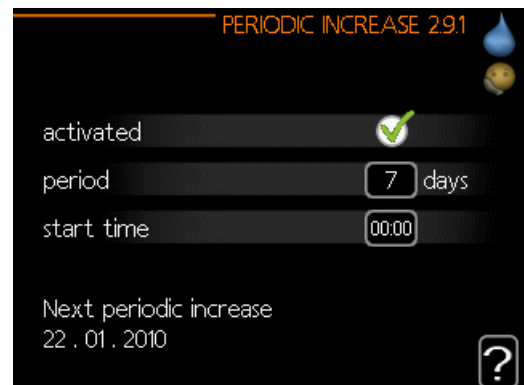 PERIODIC INCREASE 2.9.1
activated
period 7 days
start time 00:00
Next periodic increase
22 . 01 . 2010
?